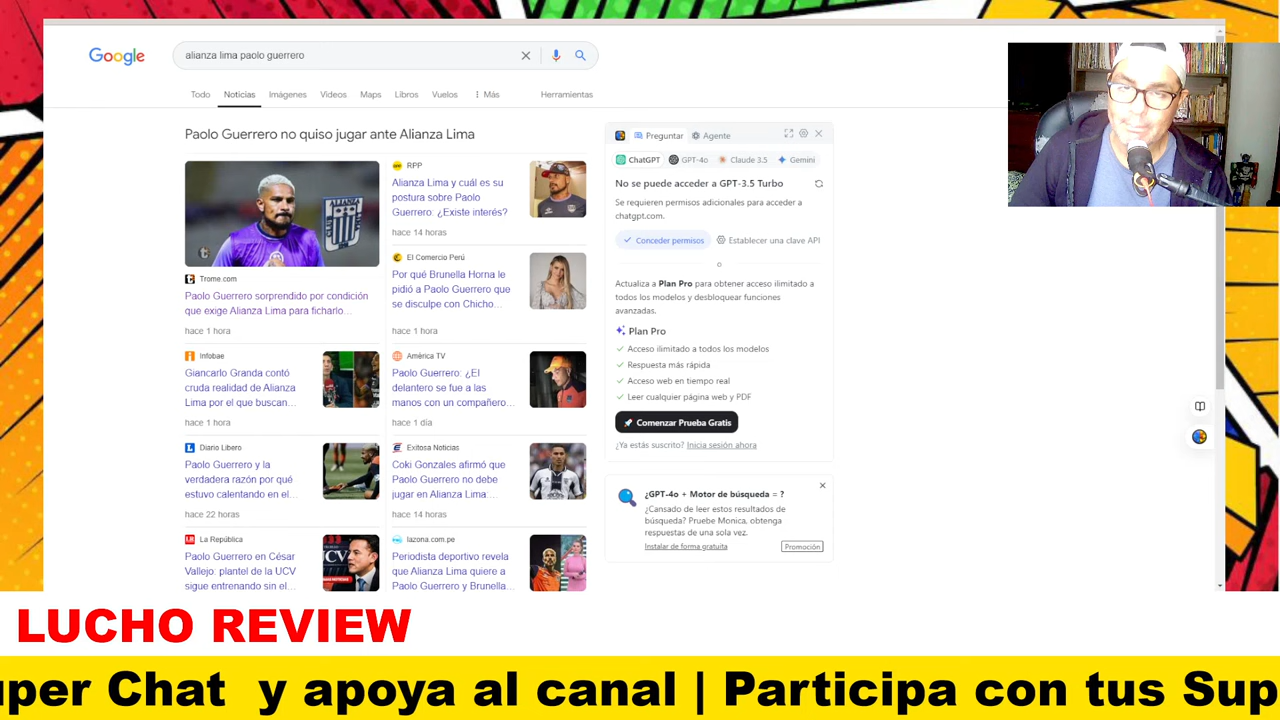 Google
alianza lima paolo guerrero
Todo
Noticias
Imágenes
Videos
Maps
Libros
Vuelos
Más
Herramientas
Paolo Guerrero no quiso jugar ante Alianza Lima
Trome.com
Paolo Guerrero sorprendido por condición
que exige Alianza Lima para ficharlo...
hace 1 hora
RPP
Alianza Lima y cuál es su
postura sobre Paolo
Guerrero: ¿Existe interés?
hace 14 horas
El Comercio Perú
Por qué Brunella Horna le
pidió a Paolo Guerrero que
se disculpe con Chicho...
hace 1 hora
Infobae
Giancarlo Granda contó
cruda realidad de Alianza
Lima por el que buscan...
hace 1 hora
América TV
Paolo Guerrero: ¿El
delantero se fue a las
manos con un compañero...
hace 1 día
Diario Libero
Paolo Guerrero y la
verdadera razón por qué
estuvo calentando en el...
hace 22 horas
Exitosa Noticias
Coki Gonzales afirmó que
Paolo Guerrero no debe
jugar en Alianza Lima:...
hace 14 horas
La República
Paolo Guerrero en César
Vallejo: plantel de la UCV
sigue entrenando sin el...
lazona.com.pe
Periodista deportivo revela
que Alianza Lima quiere a
Paolo Guerrero y Brunella
Preguntar
Agente
ChatGPT
GPT-4o
Claude 3.5
Gemini
No se puede acceder a GPT-3.5 Turbo
Se requieren permisos adicionales para acceder a
chatgpt.com.
Conceder permisos
Establecer una clave API
o
Actualiza a Plan Pro para obtener acceso ilimitado a
todos los modelos y desbloquear funciones
avanzadas.
Plan Pro
Acceso ilimitado a todos los modelos
Respuesta más rápida
Acceso web en tiempo real
Leer cualquier página web y PDF
Comenzar Prueba Gratis
¿Ya estás suscrito? Inicia sesión ahora
¿GPT-4o + Motor de búsqueda = ?
¿Cansado de leer estos resultados de
búsqueda? Pruebe Monica, obtenga
respuestas de una sola vez.
Instalar de forma gratuita
Promoción
LUCHO REVIEW
uper Chat y apoya al canal | Participa con tus Sup